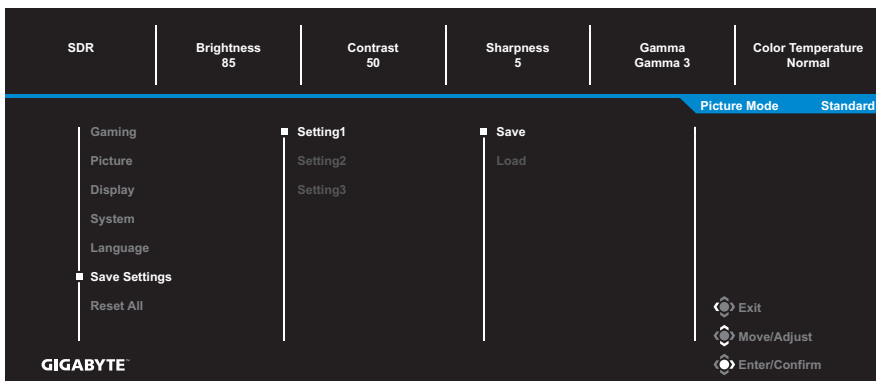 SDR
Brightness
85
Contrast
50
Sharpness
5
Gamma
Gamma 3
Color Temperature
Normal
Picture Mode Standard
Gaming
Picture
Display
System
Language
Save Settings
Reset All
Setting1
Setting2
Setting3
Save
Load
Exit
Move/Adjust
Enter/Confirm
GIGABYTE™